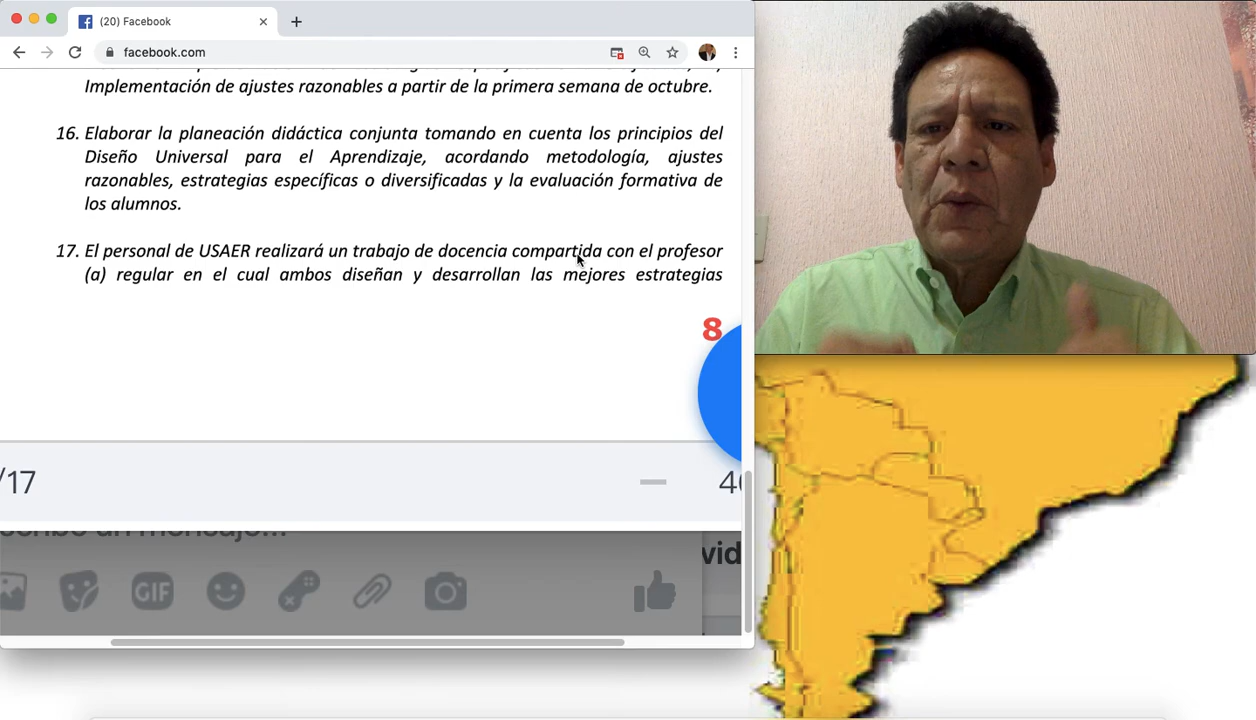 (20) Facebook
facebook.com
Implementación de ajustes razonables a partir de la primera semana de octubre.
16. Elaborar la planeación didáctica conjunta tomando en cuenta los principios del
Diseño Universal para el Aprendizaje, acordando metodología, ajustes
razonables, estrategias específicas o diversificadas y la evaluación formativa de
los alumnos.
17. El personal de USAER realizará un trabajo de docencia compartida con el profesor
(a) regular en el cual ambos diseñan y desarrollan las mejores estrategias
8
/17
GIF